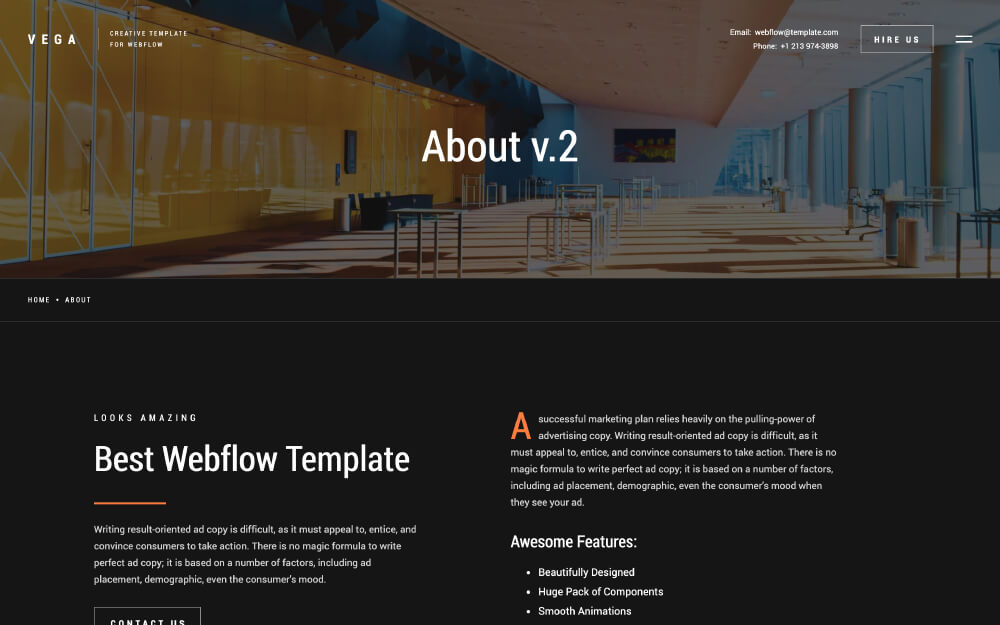 VEGA
CREATIVE TEMPLATE
FOR WEBFLOW
Email: webflow@template.com
Phone: +1 213 974-3898
HIRE US
About v.2
HOME • ABOUT
LOOKS AMAZING
Best Webflow Template
Writing result-oriented ad copy is difficult, as it must appeal to, entice, and
convince consumers to take action. There is no magic formula to write
perfect ad copy; it is based on a number of factors, including ad
placement, demographic, even the consumer's mood.
CONTACT US
A successful marketing plan relies heavily on the pulling-power of
advertising copy. Writing result-oriented ad copy is difficult, as it
must appeal to, entice, and convince consumers to take action. There is no
magic formula to write perfect ad copy; it is based on a number of factors,
including ad placement, demographic, even the consumer's mood when
they see your ad.
Awesome Features:
• Beautifully Designed
• Huge Pack of Components
• Smooth Animations